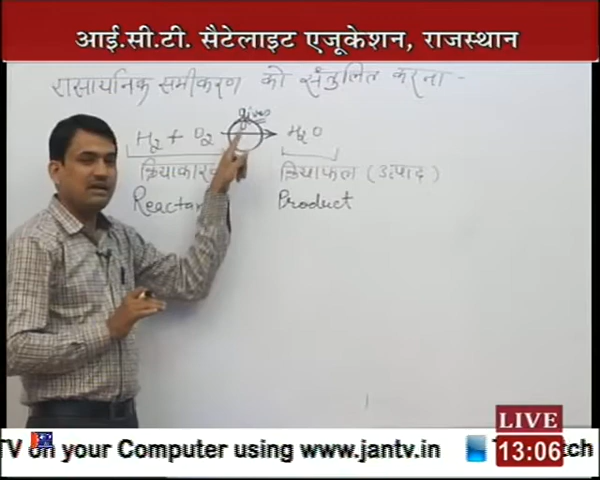 आई.सी.टी. सैटेलाइट एजूकेशन, राजस्थान
रासायनिक समीकरण को संतुलित करना -
gives
H2 + O2 → H2O
क्रियाकारक क्रियाफल (उत्पाद)
Product
LIVE
TV on your Computer using www.jantv.in
13:06